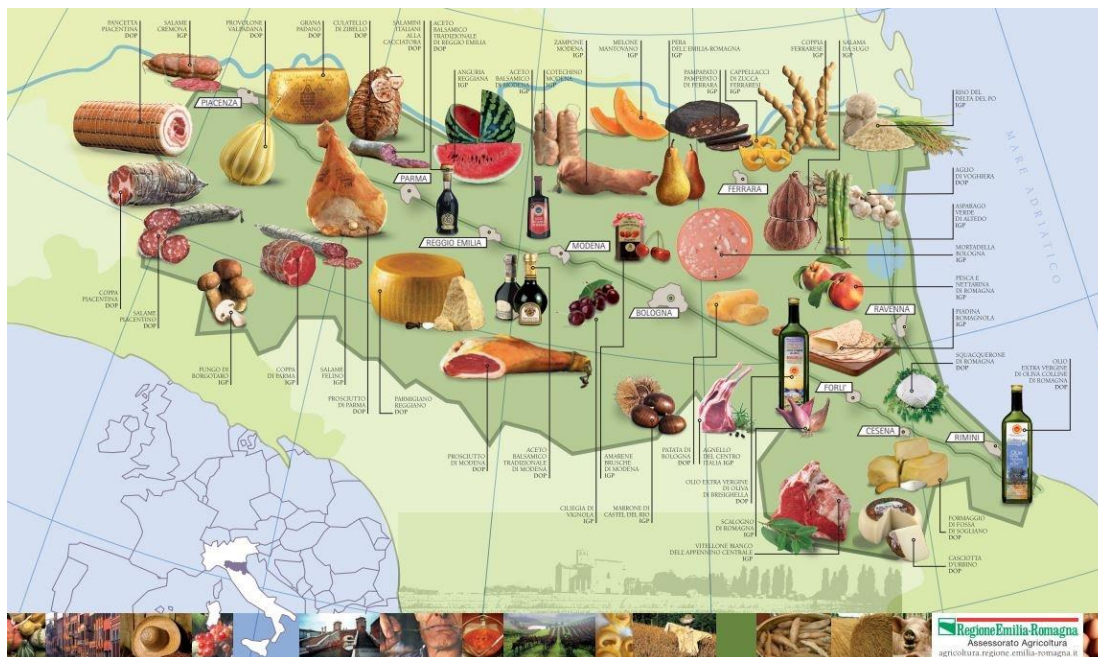 PANCETTA
PIACENTINA
DOP
SALAME
CREMONA
IGP
PROVOLONE
VALPADANA
DOP
GRANA
PADANO
DOP
CULATELLO
DI ZIBELLO
DOP
SALAMINI
ITALIANI
ALLA
CACCIATORA
DOP
ACETO
BALSAMICO
TRADIZIONALE
DI REGGIO EMILIA
DOP
ANGURIA
REGGIANA
IGP
ACETO
BALSAMICO
DI MODENA
IGP
ZAMPONE
MODENA
IGP
COTECHINO
MODENA
IGP
MELONE
MANTOVANO
IGP
PERA
DELL'EMILIA-ROMAGNA
IGP
PAMPAPATO
PAMPEPATO
DI FERRARA
IGP
CAPPELLACCI
DI ZUCCA
FERRARESI
IGP
COPPIA
FERRARESE
IGP
SALAMA
DA SUGO
IGP
RISO DEL
DELTA DEL PO
IGP
MARE ADRIATICO
AGLIO
DI VOGHIERA
DOP
ASPARAGO
VERDE
DI ALTEDO
IGP
MORTADELLA
BOLOGNA
IGP
PESCA E
NETTARINA
DI ROMAGNA
IGP
PIADINA
ROMAGNOLA
IGP
SQUACQUERONE
DI ROMAGNA
DOP
OLIO
EXTRA VERGINE
DI OLIVA COLLINE
DI ROMAGNA
DOP
PIACENZA
PARMA
REGGIO EMILIA
MODENA
BOLOGNA
FERRARA
RAVENNA
FORLI'
CESENA
RIMINI
COPPA
PIACENTINA
DOP
SALAME
PIACENTINO
DOP
FUNGO DI
BORGOTARO
IGP
COPPA
DI PARMA
IGP
SALAME
FELINO
IGP
PROSCIUTTO
DI PARMA
DOP
PARMIGIANO
REGGIANO
DOP
PROSCIUTTO
DI MODENA
DOP
ACETO
BALSAMICO
TRADIZIONALE
DI MODENA
DOP
CILIEGIA DI
VIGNOLA
IGP
AMARENE
BRUSCHE
DI MODENA
IGP
MARRONE DI
CASTEL DEL RIO
IGP
PATATA DI
BOLOGNA
DOP
AGNELLO
DEL CENTRO
ITALIA IGP
OLIO EXTRA VERGINE
DI OLIVA
DI BRISIGHELLA
DOP
SCALOGNO
DI ROMAGNA
IGP
VITELLONE BIANCO
DELL'APPENNINO CENTRALE
IGP
FORMAGGIO
DI FOSSA
DI SOGLIANO
DOP
CASCIOTTA
D'URBINO
DOP
RegioneEmilia-Romagna
Assessorato Agricoltura
agricoltura.regione.emilia-romagna.it